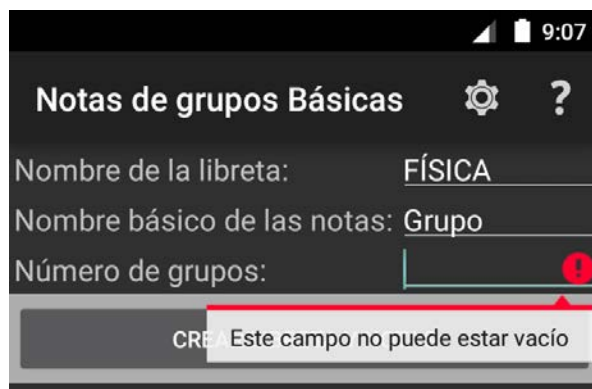 9:07
Notas de grupos Básicas ?
Nombre de la libreta: FÍSICA
Nombre básico de las notas: Grupo
Número de grupos: !
Este campo no puede estar vacío